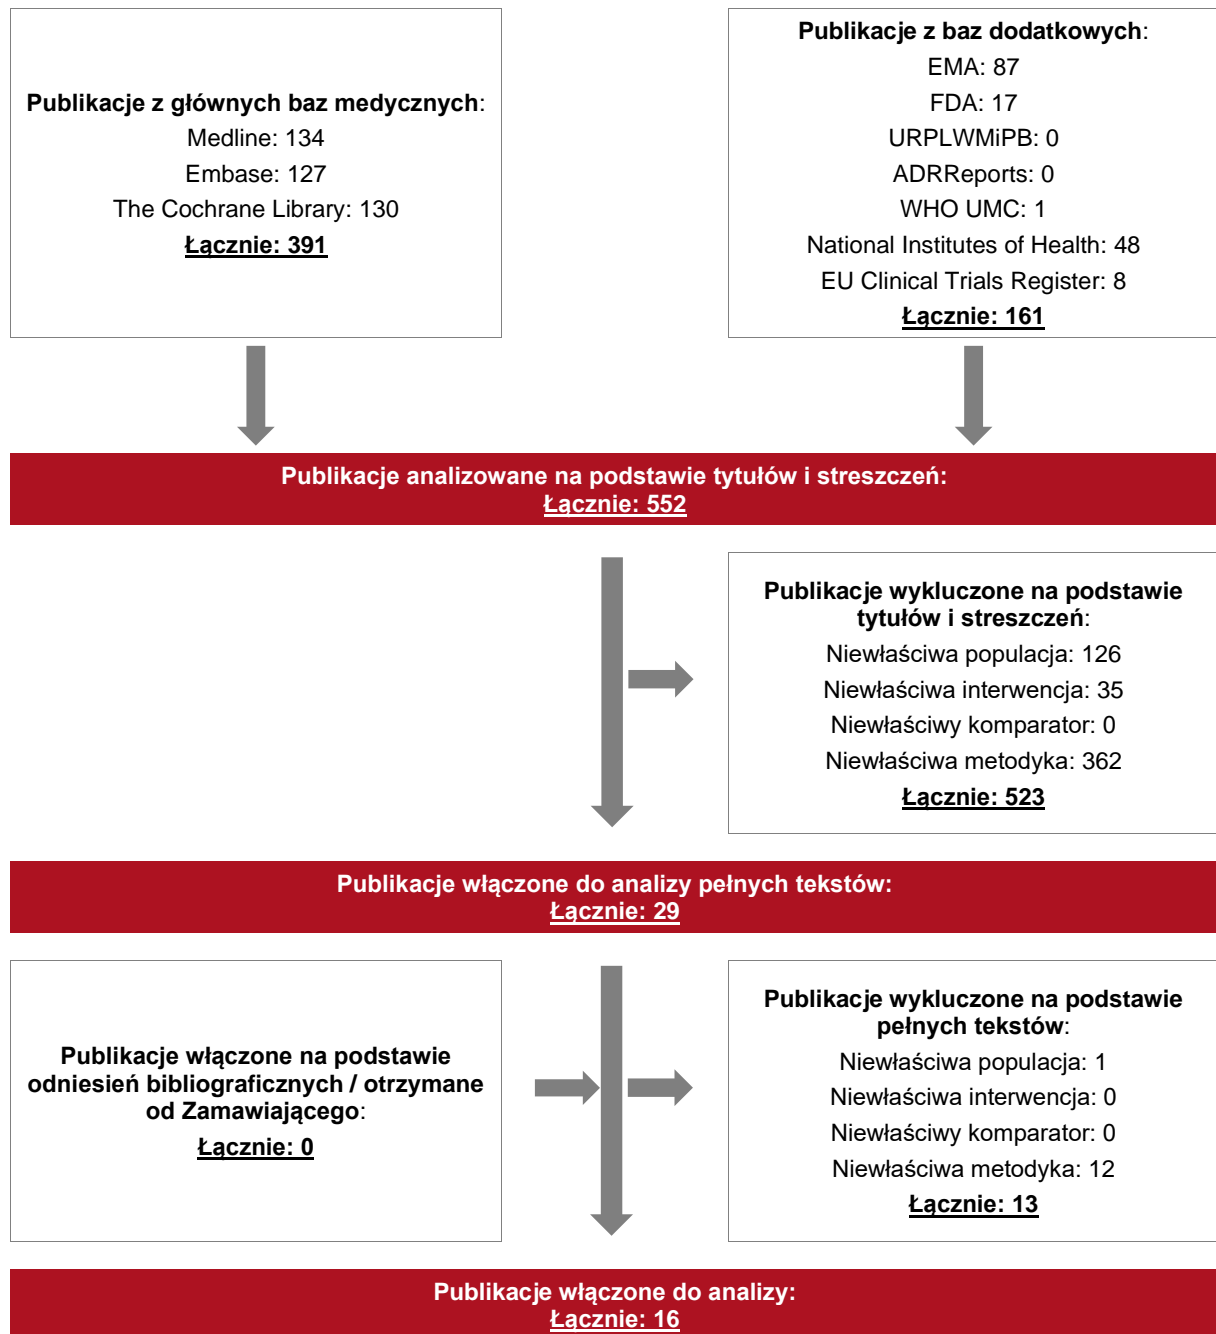 Publikacje z głównych baz medycznych:
Medline: 134
Embase: 127
The Cochrane Library: 130
Łącznie: 391
Publikacje z baz dodatkowych:
EMA: 87
FDA: 17
URPLWMiPB: 0
ADRReports: 0
WHO UMC: 1
National Institutes of Health: 48
EU Clinical Trials Register: 8
Łącznie: 161
Publikacje analizowane na podstawie tytułów i streszczeń:
Łącznie: 552
Publikacje wykluczone na podstawie
tytułów i streszczeń:
Niewłaściwa populacja: 126
Niewłaściwa interwencja: 35
Niewłaściwy komparator: 0
Niewłaściwa metodyka: 362
Łącznie: 523
Publikacje włączone do analizy pełnych tekstów:
Łącznie: 29
Publikacje włączone na podstawie
odniesień bibliograficznych / otrzymane
od Zamawiającego:
Łącznie: 0
Publikacje wykluczone na podstawie
pełnych tekstów:
Niewłaściwa populacja: 1
Niewłaściwa interwencja: 0
Niewłaściwy komparator: 0
Niewłaściwa metodyka: 12
Łącznie: 13
Publikacje włączone do analizy:
Łącznie: 16